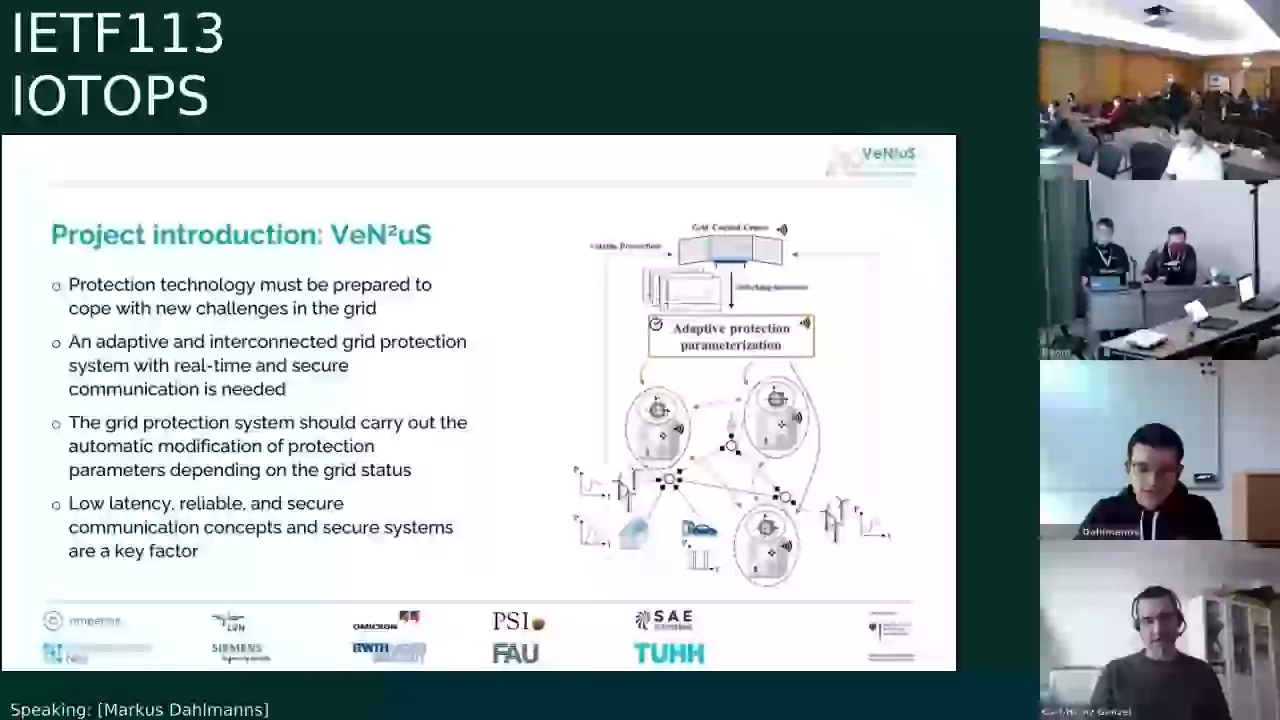 IETF113
IOTOPS
VeN²uS
Project introduction: VeN²uS
Grid Control Center
Protection technology must be prepared to
cope with new challenges in the grid
An adaptive and interconnected grid protection
system with real-time and secure
communication is needed
The grid protection system should carry out the
automatic modification of protection
parameters depending on the grid status
Low latency, reliable, and secure
communication concepts and secure systems
are a key factor
Adaptive protection
parameterization
OMICRON
PSI
SAE
SIEMENS
RWTH
FAU
TUHH
Dahlmanns
Speaking: [Markus Dahlmanns]